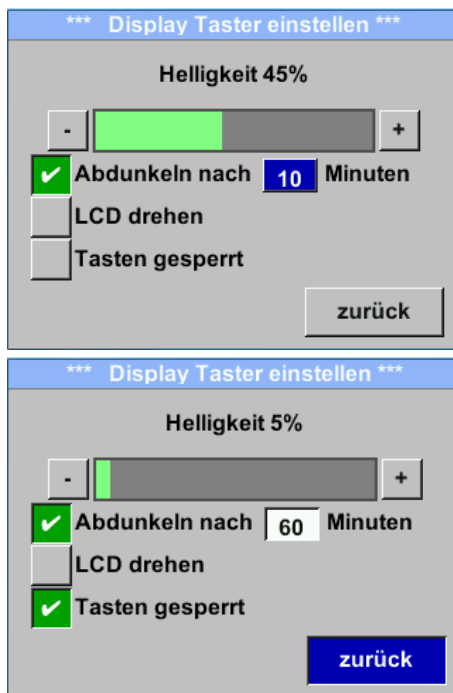 *** Display Taster einstellen ***
Helligkeit 45%
- +
Abdunkeln nach 10 Minuten
LCD drehen
Tasten gesperrt
zurück
*** Display Taster einstellen ***
Helligkeit 5%
- +
Abdunkeln nach 60 Minuten
LCD drehen
Tasten gesperrt
zurück